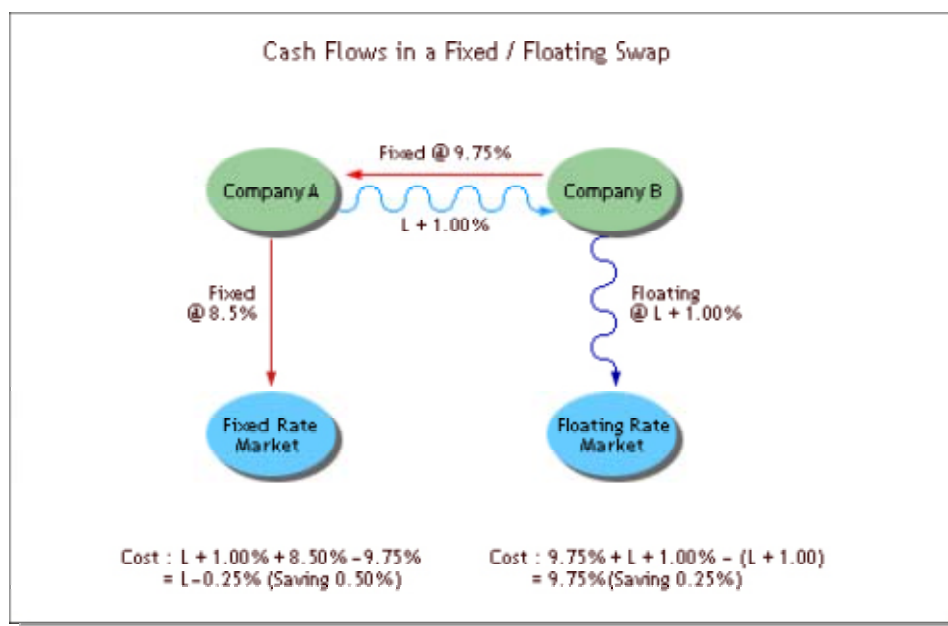 Cash Flows in a Fixed / Floating Swap
Fixed @ 9.75%
Company A
Company B
L + 1.00%
Fixed
@ 8.5%
Floating
@ L + 1.00%
Fixed Rate
Market
Floating Rate
Market
Cost : L + 1.00% + 8.50% – 9.75%
= L – 0.25% (Saving 0.50%)
Cost : 9.75% + L + 1.00% – (L + 1.00)
= 9.75% (Saving 0.25%)